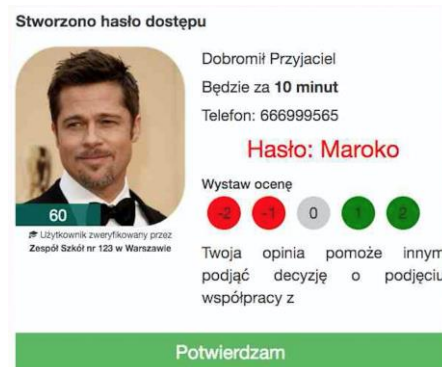 Stworzono hasło dostępu
Dobromił Przyjaciel
Będzie za 10 minut
Telefon: 666999565
Hasło: Maroko
Wystaw ocenę
-2 -1 0 1 2
60
Użytkownik zweryfikowany przez
Zespół Szkół nr 123 w Warszawie
Twoja opinia pomoże innym
podjąć decyzję o podjęciu
współpracy z
Potwierdzam